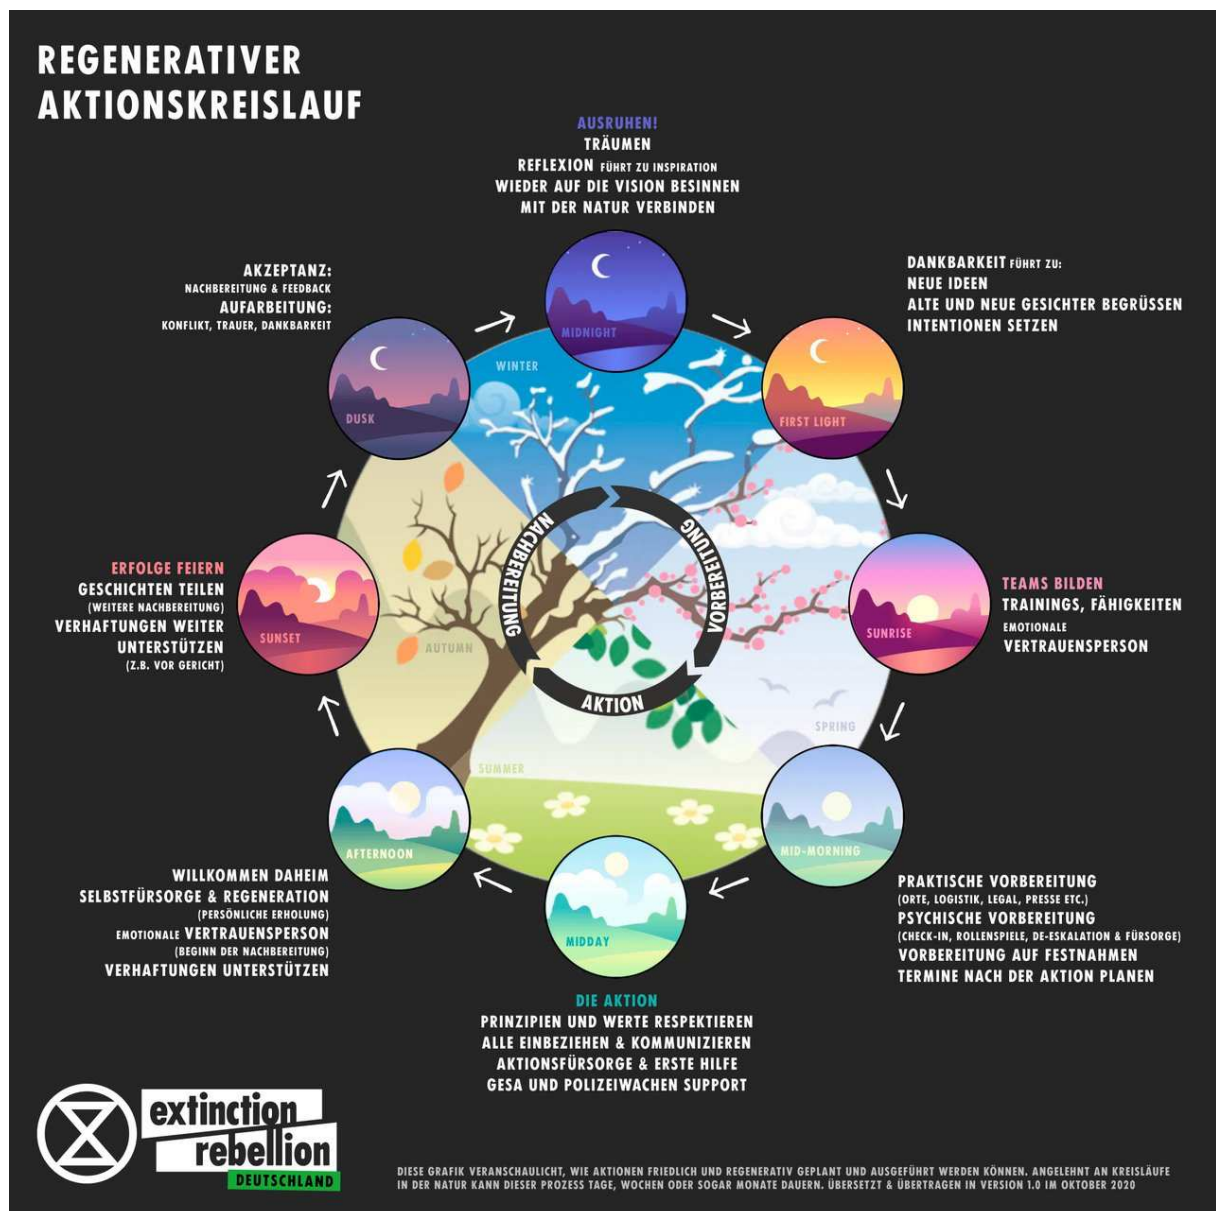 REGENERATIVER
AKTIONSKREISLAUF
AUSRUHEN!
TRÄUMEN
REFLEXION FÜHRT ZU INSPIRATION
WIEDER AUF DIE VISION BESINNEN
MIT DER NATUR VERBINDEN
MIDNIGHT
DANKBARKEIT FÜHRT ZU:
NEUE IDEEN
ALTE UND NEUE GESICHTER BEGRÜSSEN
INTENTIONEN SETZEN
FIRST LIGHT
TEAMS BILDEN
TRAININGS, FÄHIGKEITEN
EMOTIONALE
VERTRAUENSPERSON
SUNRISE
PRAKTISCHE VORBEREITUNG
(ORTE, LOGISTIK, LEGAL, PRESSE ETC.)
PSYCHISCHE VORBEREITUNG
(CHECK-IN, ROLLENSPIELE, DE-ESKALATION & FÜRSORGE)
VORBEREITUNG AUF FESTNAHMEN
TERMINE NACH DER AKTION PLANEN
MID-MORNING
MIDDAY
DIE AKTION
PRINZIPIEN UND WERTE RESPEKTIEREN
ALLE EINBEZIEHEN & KOMMUNIZIEREN
AKTIONSFÜRSORGE & ERSTE HILFE
GESA UND POLIZEIWACHEN SUPPORT
AFTERNOON
WILLKOMMEN DAHEIM
SELBSTFÜRSORGE & REGENERATION
(PERSÖNLICHE ERHOLUNG)
EMOTIONALE VERTRAUENSPERSON
(BEGINN DER NACHBEREITUNG)
VERHAFTUNGEN UNTERSTÜTZEN
ERFOLGE FEIERN
GESCHICHTEN TEILEN
(WEITERE NACHBEREITUNG)
VERHAFTUNGEN WEITER
UNTERSTÜTZEN
(Z.B. VOR GERICHT)
SUNSET
AKZEPTANZ:
NACHBEREITUNG & FEEDBACK
AUFARBEITUNG:
KONFLIKT, TRAUER, DANKBARKEIT
DUSK
WINTER
SPRING
SUMMER
AUTUMN
VORBEREITUNG
AKTION
NACHBEREITUNG
extinction
rebellion
DEUTSCHLAND
DIESE GRAFIK VERANSCHAULICHT, WIE AKTIONEN FRIEDLICH UND REGENERATIV GEPLANT UND AUSGEFÜHRT WERDEN KÖNNEN. ANGELEHNT AN KREISLÄUFE
IN DER NATUR KANN DIESER PROZESS TAGE, WOCHEN ODER SOGAR MONATE DAUERN. ÜBERSETZT & ÜBERTRAGEN IN VERSION 1.0 IM OKTOBER 2020